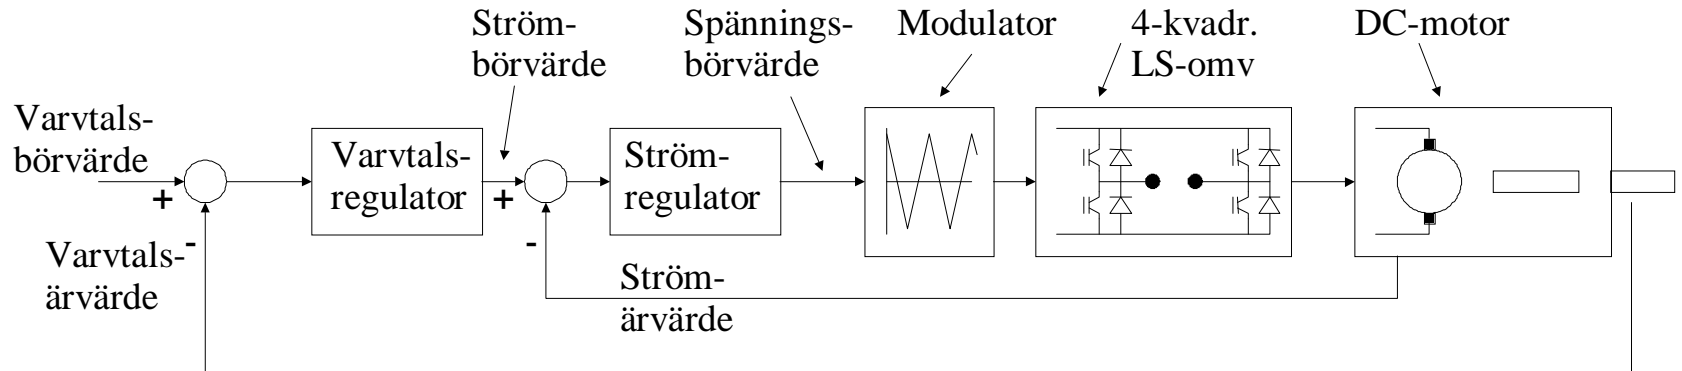 Ström-
börvärde
Spännings-
börvärde
Modulator
4-kvadr.
LS-omv
DC-motor
Varvtals-
börvärde
+
-
Varvtals-
ärvärde
Varvtals-
regulator
+
-
Ström-
regulator
Ström-
ärvärde